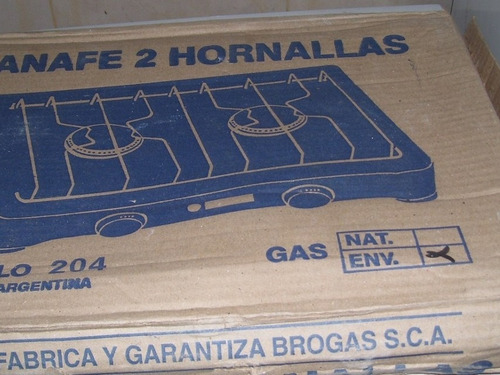 ANAFE 2 HORNALLAS
LO 204
ARGENTINA
GAS NAT.
ENV.
FABRICA Y GARANTIZA BROGAS S.C.A.